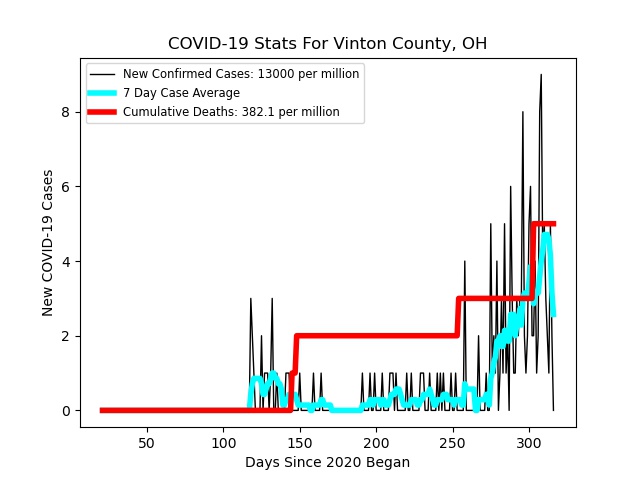 COVID-19 Stats For Vinton County, OH
New Confirmed Cases: 13000 per million
7 Day Case Average
Cumulative Deaths: 382.1 per million
New COVID-19 Cases
8
6
4
2
0
50 100 150 200 250 300
Days Since 2020 Began